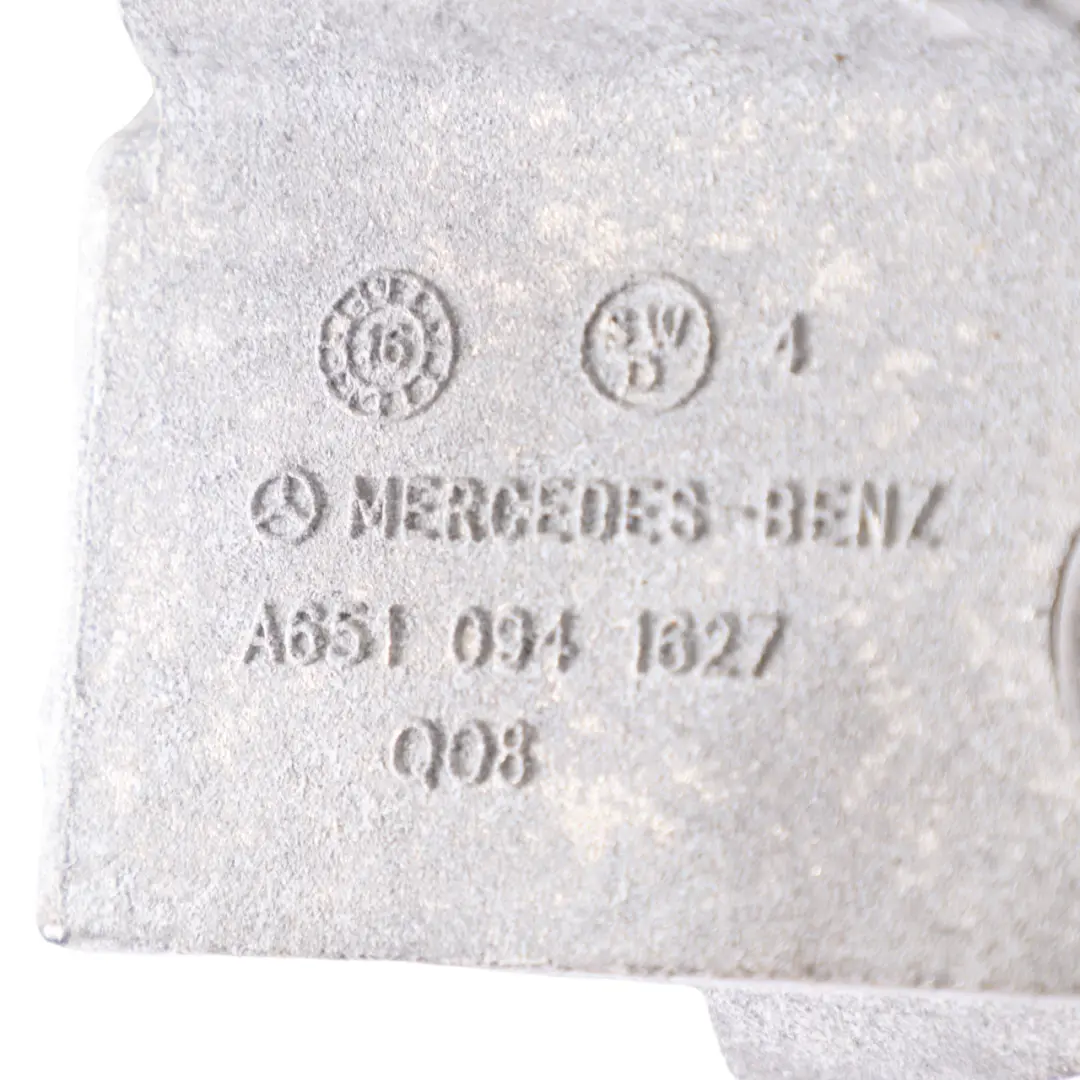 16 SW D 4
MERCEDES-BENZ
A651 094 1627
Q08